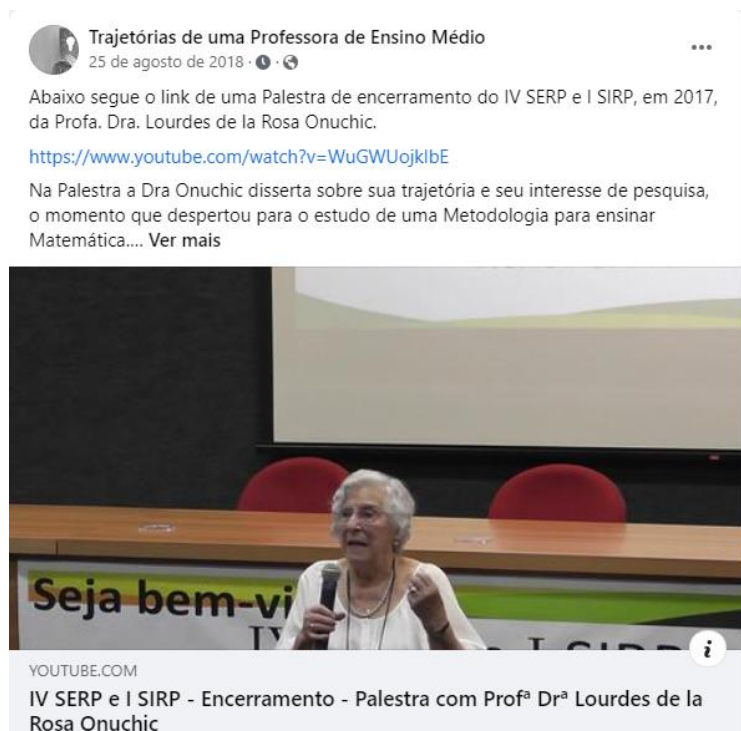 Trajetórias de uma Professora de Ensino Médio
25 de agosto de 2018 ·
Abaixo segue o link de uma Palestra de encerramento do IV SERP e I SIRP, em 2017,
da Profa. Dra. Lourdes de la Rosa Onuchic.
https://www.youtube.com/watch?v=WuGWUojklbE
Na Palestra a Dra Onuchic disserta sobre sua trajetória e seu interesse de pesquisa,
o momento que despertou para o estudo de uma Metodologia para ensinar
Matemática.... Ver mais
Seja bem-vi
I SIRP
YOUTUBE.COM
IV SERP e I SIRP - Encerramento - Palestra com Profª Drª Lourdes de la
Rosa Onuchic